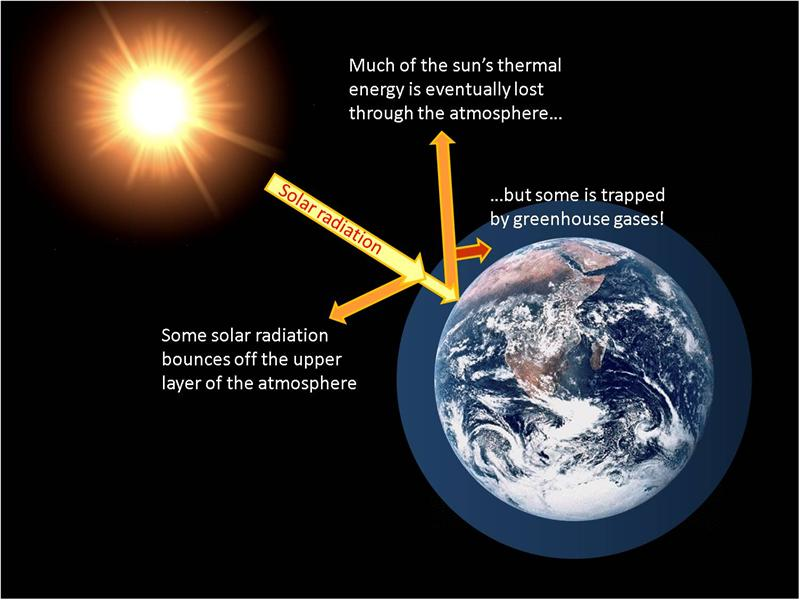 Much of the sun’s thermal
energy is eventually lost
through the atmosphere...
...but some is trapped
by greenhouse gases!
Solar radiation
Some solar radiation
bounces off the upper
layer of the atmosphere